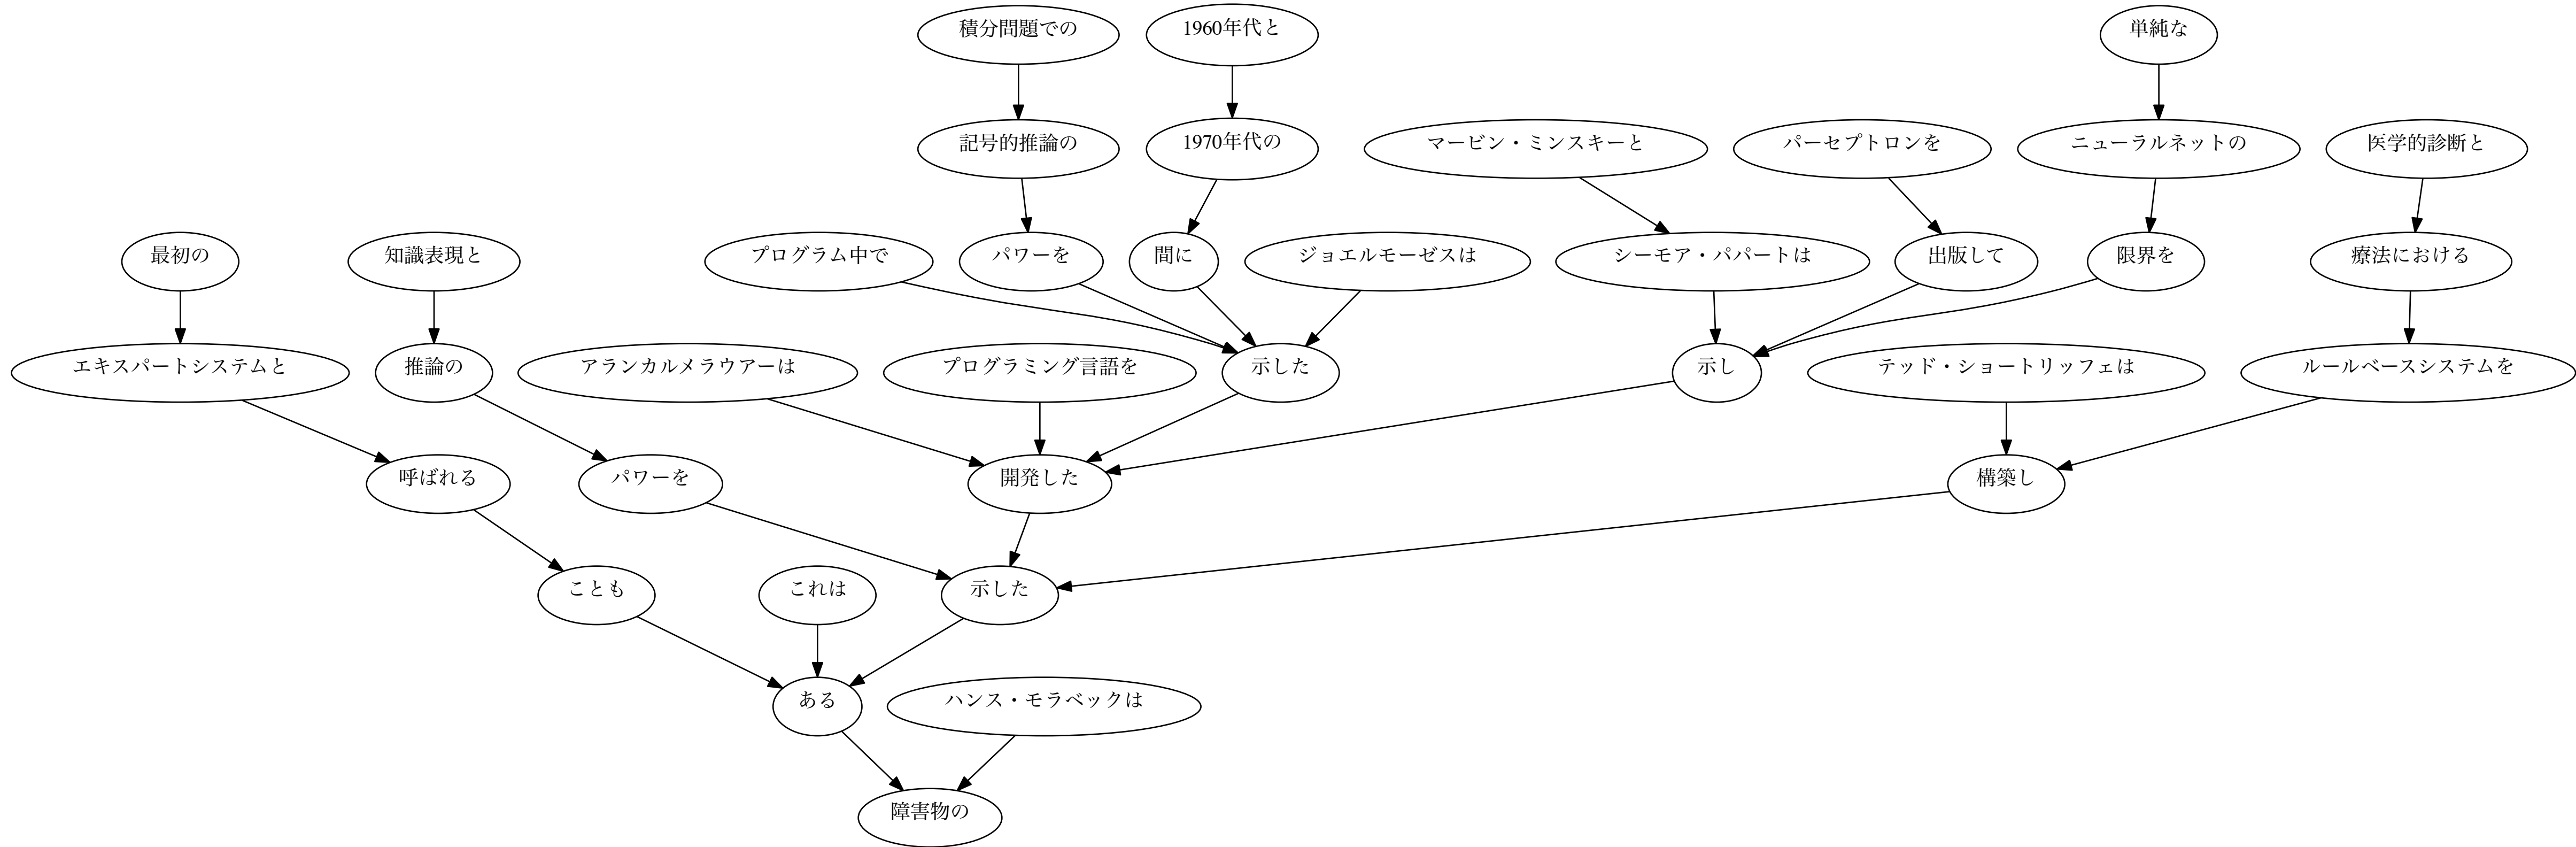 積分問題での
1960年代と
単純な
記号的推論の
1970年代の
マービン・ミンスキーと
パーセプトロンを
ニューラルネットの
医学的診断と
最初の
知識表現と
プログラム中で
パワーを
間に
ジョエルモーゼスは
シーモア・パパートは
出版して
限界を
療法における
エキスパートシステムと
推論の
アランカルメラウアーは
プログラミング言語を
示した
示し
テッド・ショートリッフェは
ルールベースシステムを
呼ばれる
パワーを
開発した
構築し
ことも
これは
示した
ある
ハンス・モラベックは
障害物の